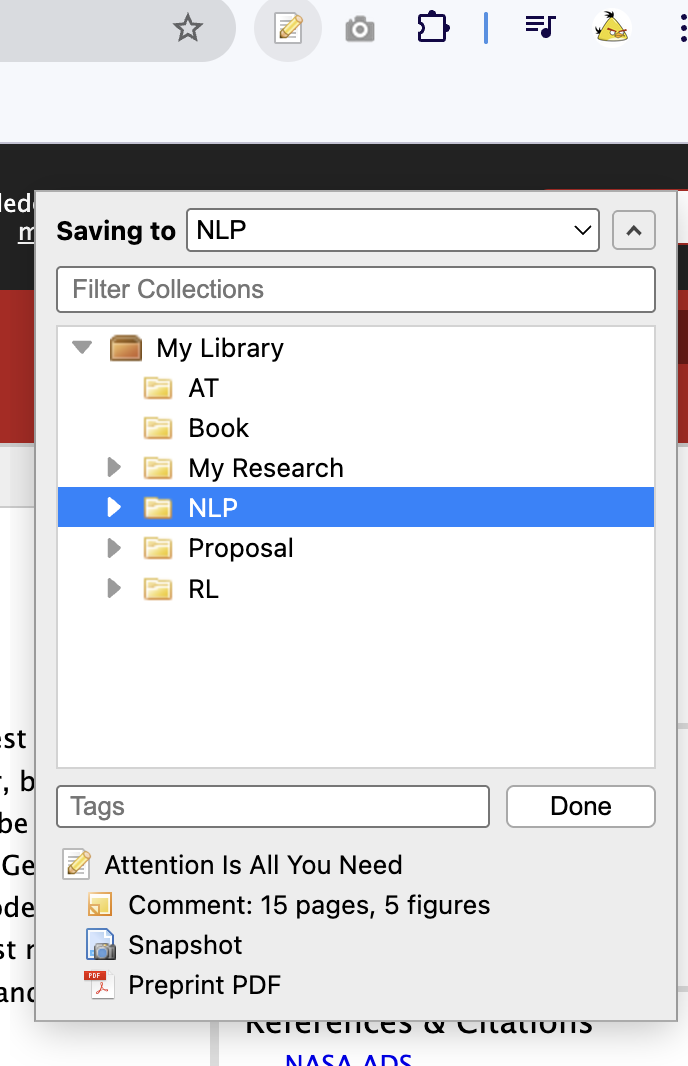 Saving to NLP
Filter Collections
My Library
AT
Book
My Research
NLP
Proposal
RL
Tags
Done
Attention Is All You Need
Comment: 15 pages, 5 figures
Snapshot
PDF
Preprint PDF
References & Citations
NASA ADS